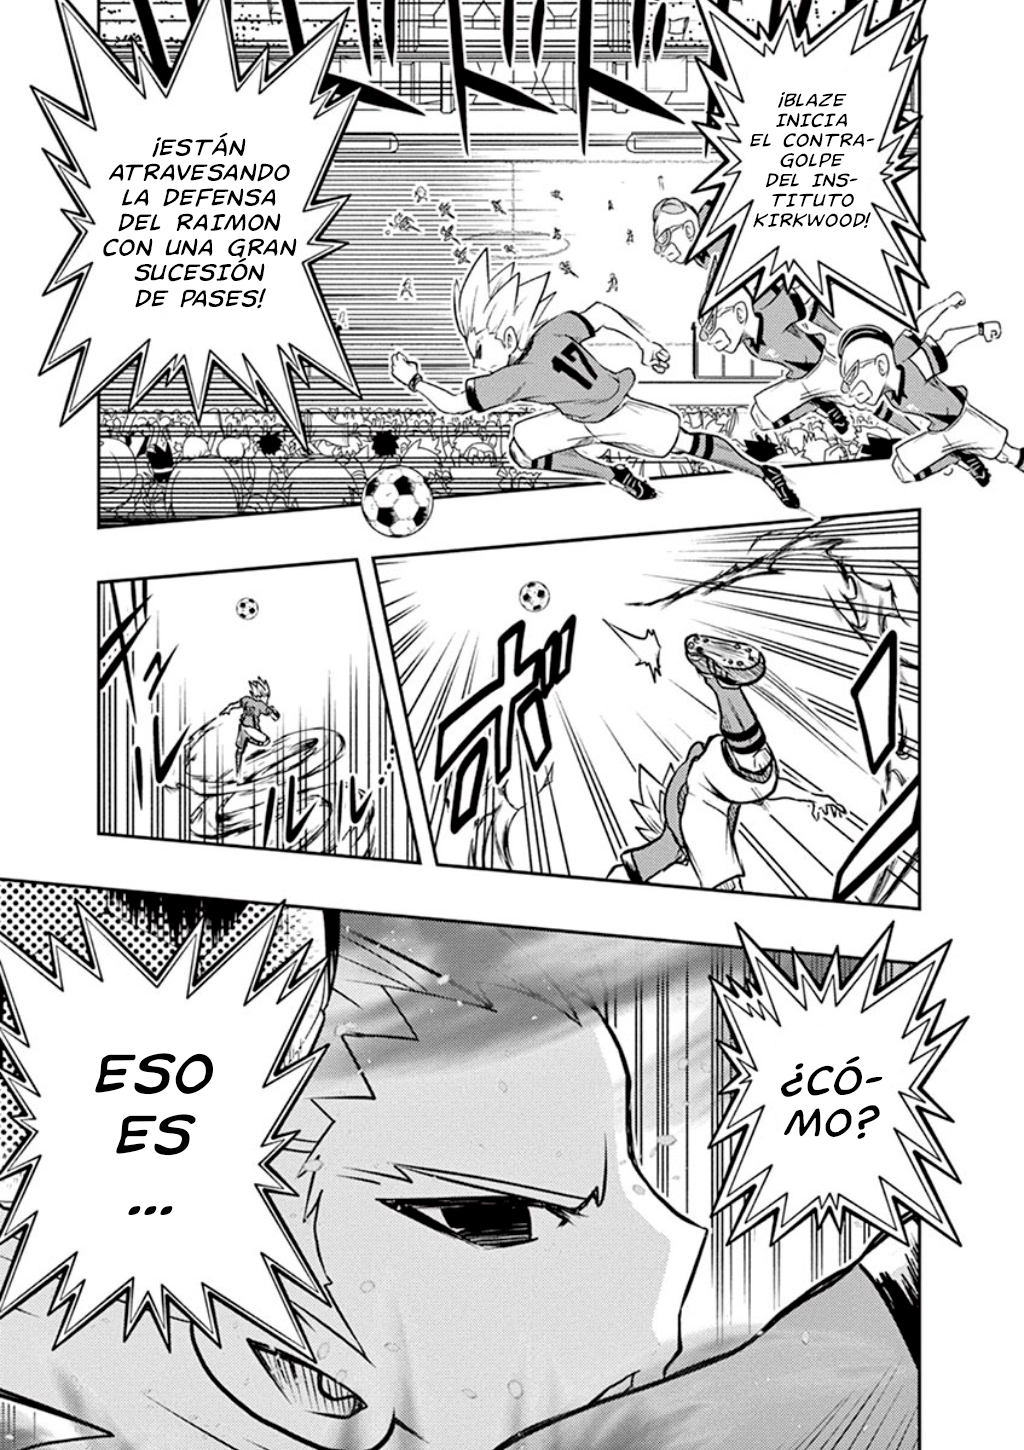 ¡BLAZE
INICIA
EL CONTRA-
GOLPE
DEL INS-
TITUTO
KIRKWOOD!
¡ESTÁN
ATRAVESANDO
LA DEFENSA
DEL RAIMON
CON UNA GRAN
SUCESIÓN
DE PASES!
17
¿CÓ-
MO?
ESO
ES
...